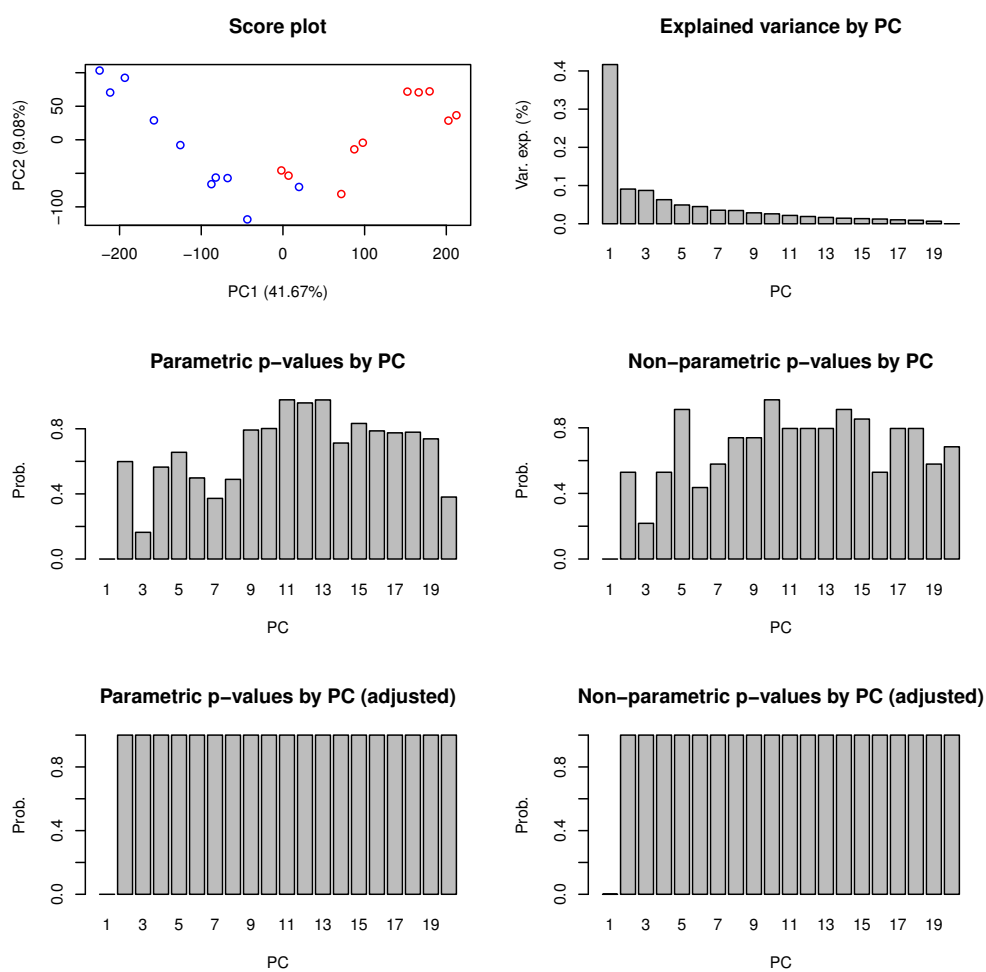 Score plot
PC2 (9.08%)
50
0
−100
−200 −100 0 100 200
PC1 (41.67%)
Explained variance by PC
Var. exp. (%)
0.4
0.3
0.2
0.1
0.0
1 3 5 7 9 11 13 15 17 19
PC
Parametric p−values by PC
Prob.
0.8
0.4
0.0
1 3 5 7 9 11 13 15 17 19
PC
Non−parametric p−values by PC
Prob.
0.8
0.4
0.0
1 3 5 7 9 11 13 15 17 19
PC
Parametric p−values by PC (adjusted)
Prob.
0.8
0.4
0.0
1 3 5 7 9 11 13 15 17 19
PC
Non−parametric p−values by PC (adjusted)
Prob.
0.8
0.4
0.0
1 3 5 7 9 11 13 15 17 19
PC